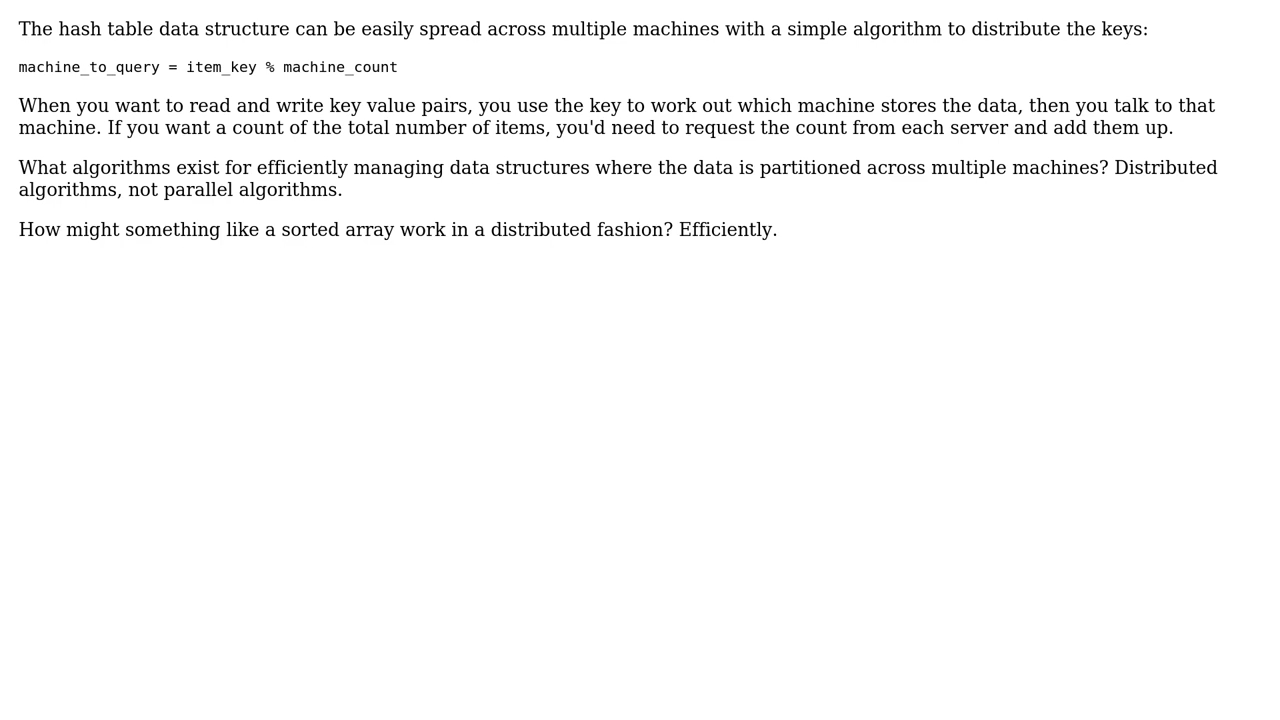 The hash table data structure can be easily spread across multiple machines with a simple algorithm to distribute the keys:
machine_to_query = item_key % machine_count
When you want to read and write key value pairs, you use the key to work out which machine stores the data, then you talk to that
machine. If you want a count of the total number of items, you'd need to request the count from each server and add them up.
What algorithms exist for efficiently managing data structures where the data is partitioned across multiple machines? Distributed
algorithms, not parallel algorithms.
How might something like a sorted array work in a distributed fashion? Efficiently.